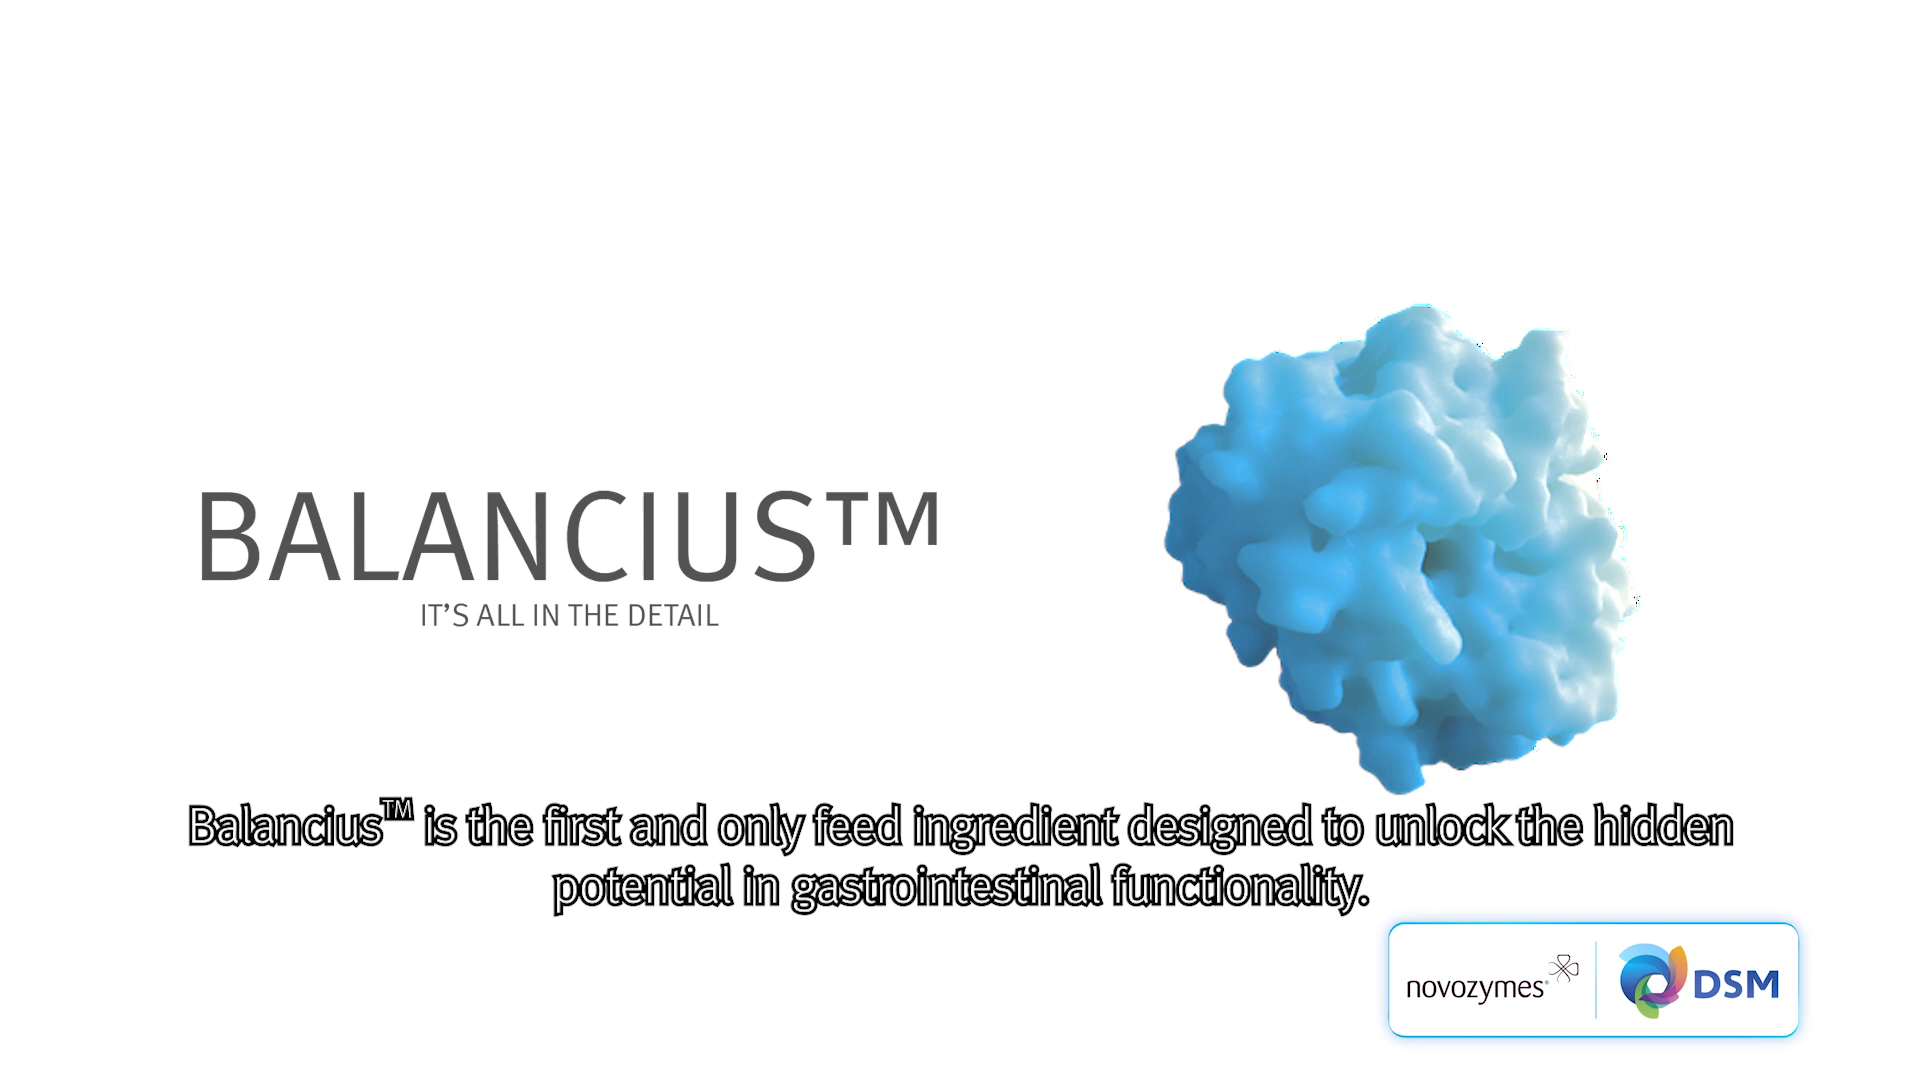 BALANCIUS™
IT’S ALL IN THE DETAIL
Balancius™ is the first and only feed ingredient designed to unlock the hidden
potential in gastrointestinal functionality.
novozymes®
DSM